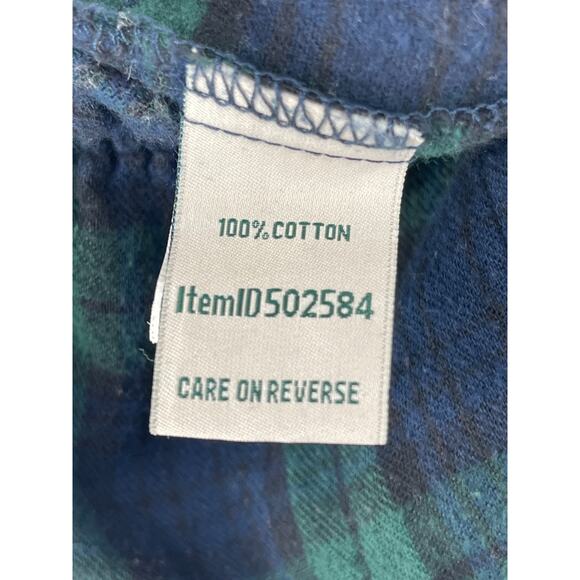 100% COTTON
ItemID502584
CARE ON REVERSE